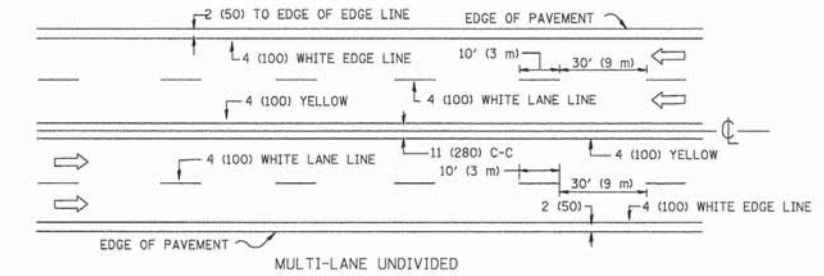 2 (50) TO EDGE OF EDGE LINE
EDGE OF PAVEMENT
4 (100) WHITE EDGE LINE
10' (3 m)
30' (9 m)
4 (100) YELLOW
4 (100) WHITE LANE LINE
℄
4 (100) WHITE LANE LINE
11 (280) C-C
4 (100) YELLOW
10' (3 m)
30' (9 m)
2 (50)
4 (100) WHITE EDGE LINE
EDGE OF PAVEMENT
MULTI-LANE UNDIVIDED